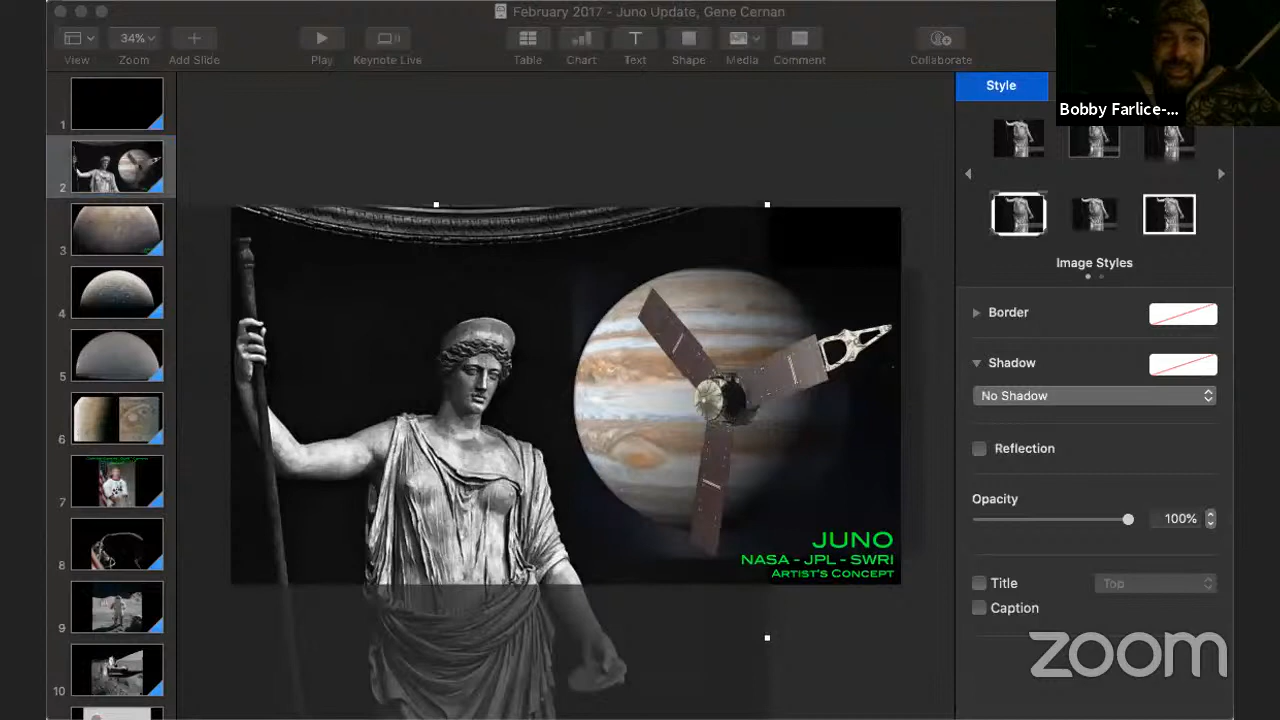 February 2017 - Juno Update, Gene Cernan
34%
View
Zoom
Add Slide
Play
Keynote Live
Table
Chart
Text
Shape
Media
Comment
Collaborate
Style
Bobby Farlice-...
1
2
3
4
5
6
7
8
9
10
Image Styles
Border
Shadow
No Shadow
Reflection
Opacity
100%
Title
Top
Caption
JUNO
NASA - JPL - SWRI
Artist's Concept
zoom